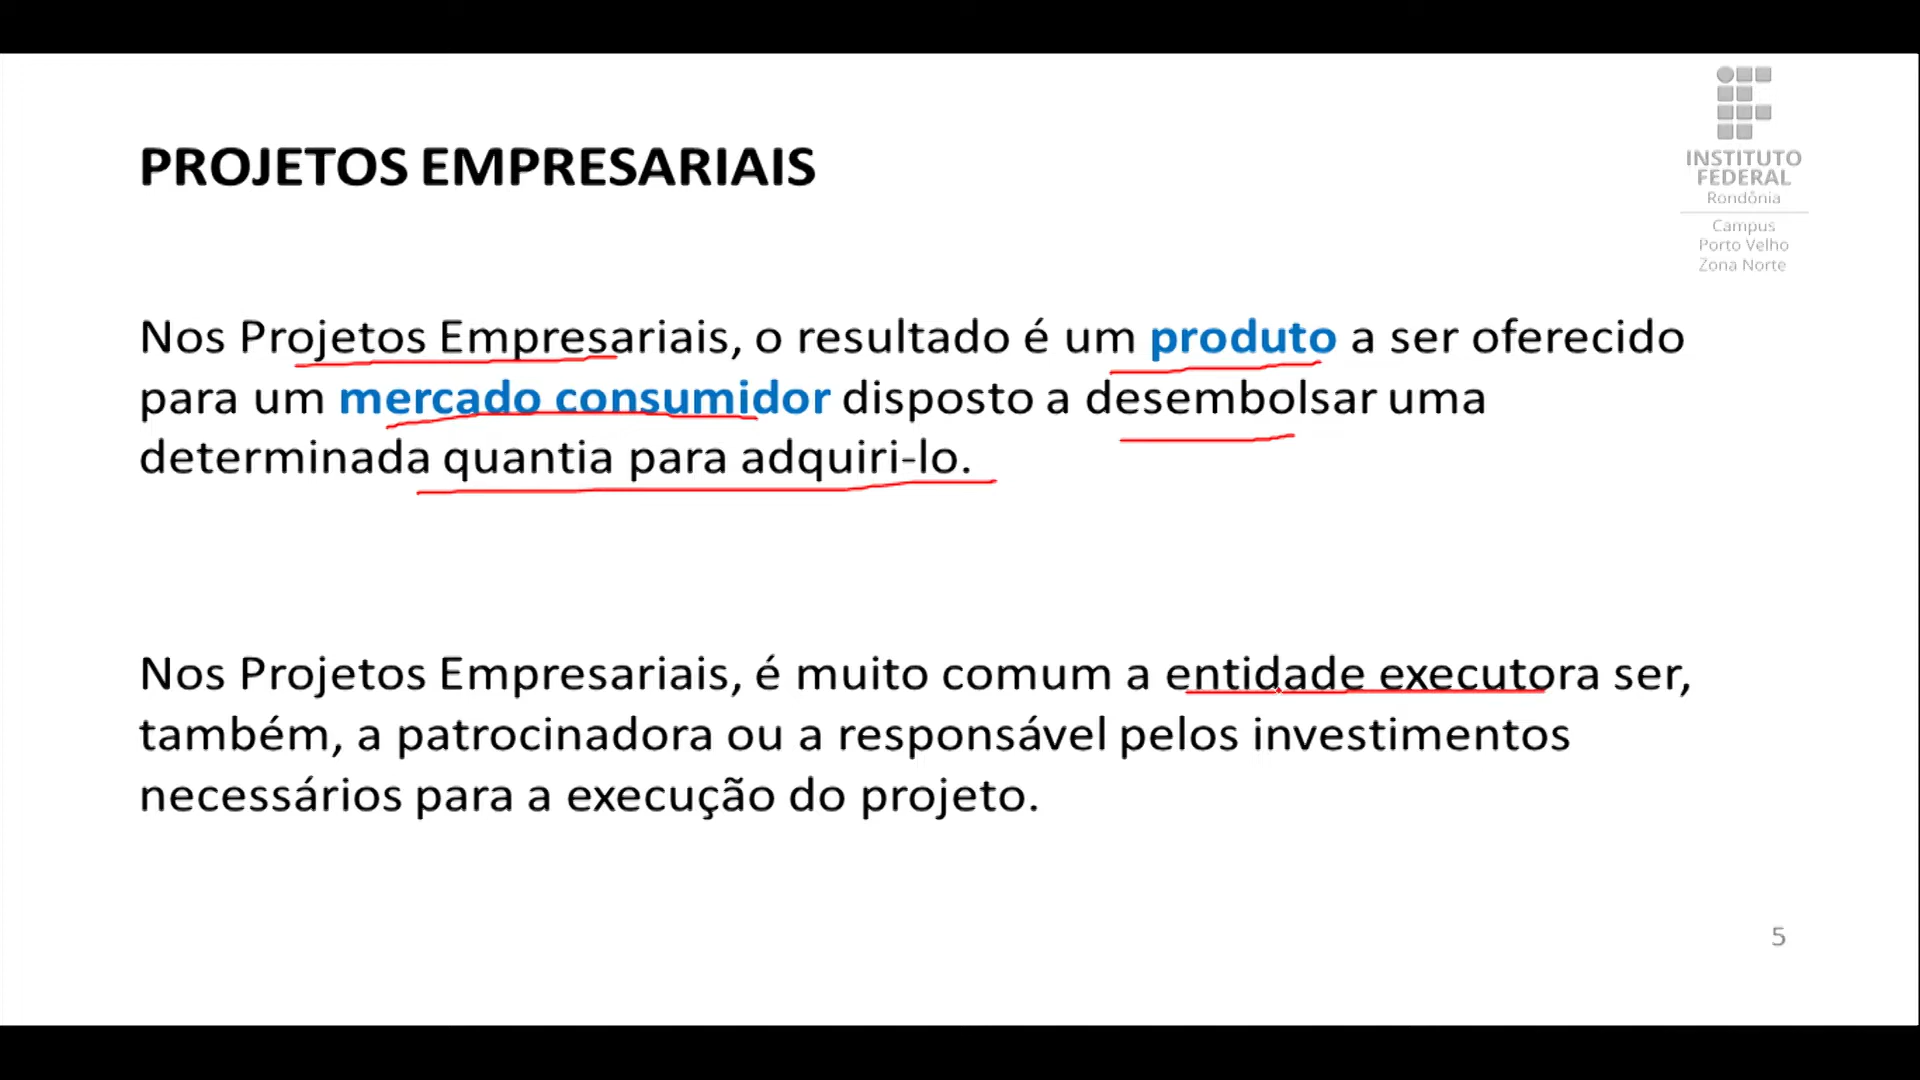 PROJETOS EMPRESARIAIS
INSTITUTO
FEDERAL
Rondônia
Campus
Porto Velho
Zona Norte
Nos Projetos Empresariais, o resultado é um produto a ser oferecido
para um mercado consumidor disposto a desembolsar uma
determinada quantia para adquiri-lo.
Nos Projetos Empresariais, é muito comum a entidade executora ser,
também, a patrocinadora ou a responsável pelos investimentos
necessários para a execução do projeto.
5